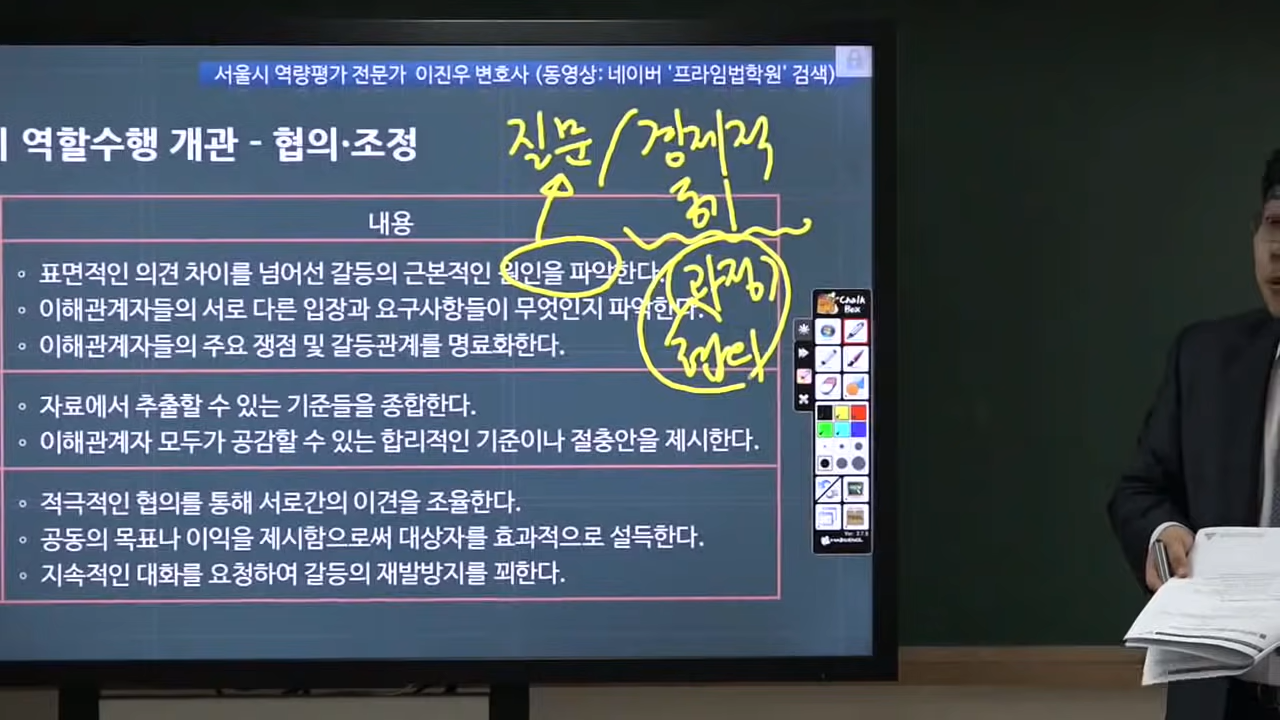 서울시 역량평가 전문가 이진우 변호사 (동영상: 네이버 '프라임법학원' 검색)
역할수행 개관 - 협의·조정
질문 / 경제적
내용
표면적인 의견 차이를 넘어선 갈등의 근본적인 원인을 파악한다.
이해관계자들의 서로 다른 입장과 요구사항들이 무엇인지 파악한다.
이해관계자들의 주요 쟁점 및 갈등관계를 명료화한다.
자료에서 추출할 수 있는 기준들을 종합한다.
이해관계자 모두가 공감할 수 있는 합리적인 기준이나 절충안을 제시한다.
적극적인 협의를 통해 서로간의 이견을 조율한다.
공동의 목표나 이익을 제시함으로써 대상자를 효과적으로 설득한다.
지속적인 대화를 요청하여 갈등의 재발방지를 꾀한다.
Chalk
Box